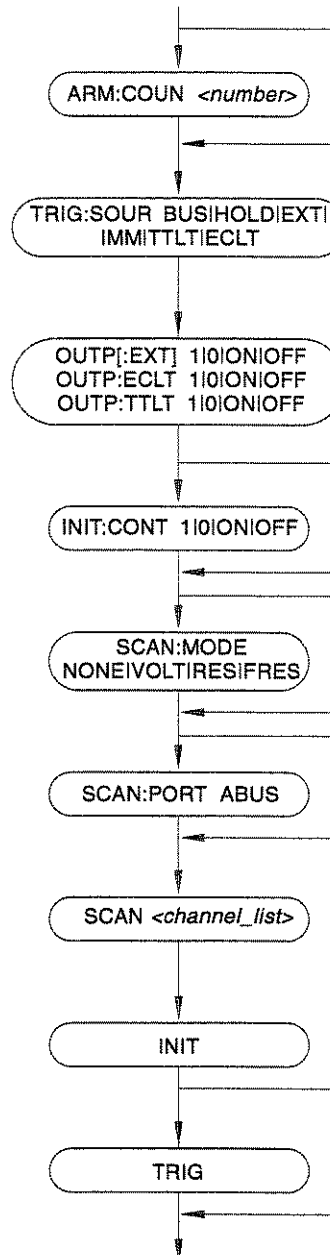 ARM:COUN <number>
TRIG:SOUR BUS|HOLD|EXT|
IMM|TTLT|ECLT
OUTP[:EXT] 1|0|ON|OFF
OUTP:ECLT 1|0|ON|OFF
OUTP:TTLT 1|0|ON|OFF
INIT:CONT 1|0|ON|OFF
SCAN:MODE
NONE|VOLT|RES|FRES
SCAN:PORT ABUS
SCAN <channel_list>
INIT
TRIG